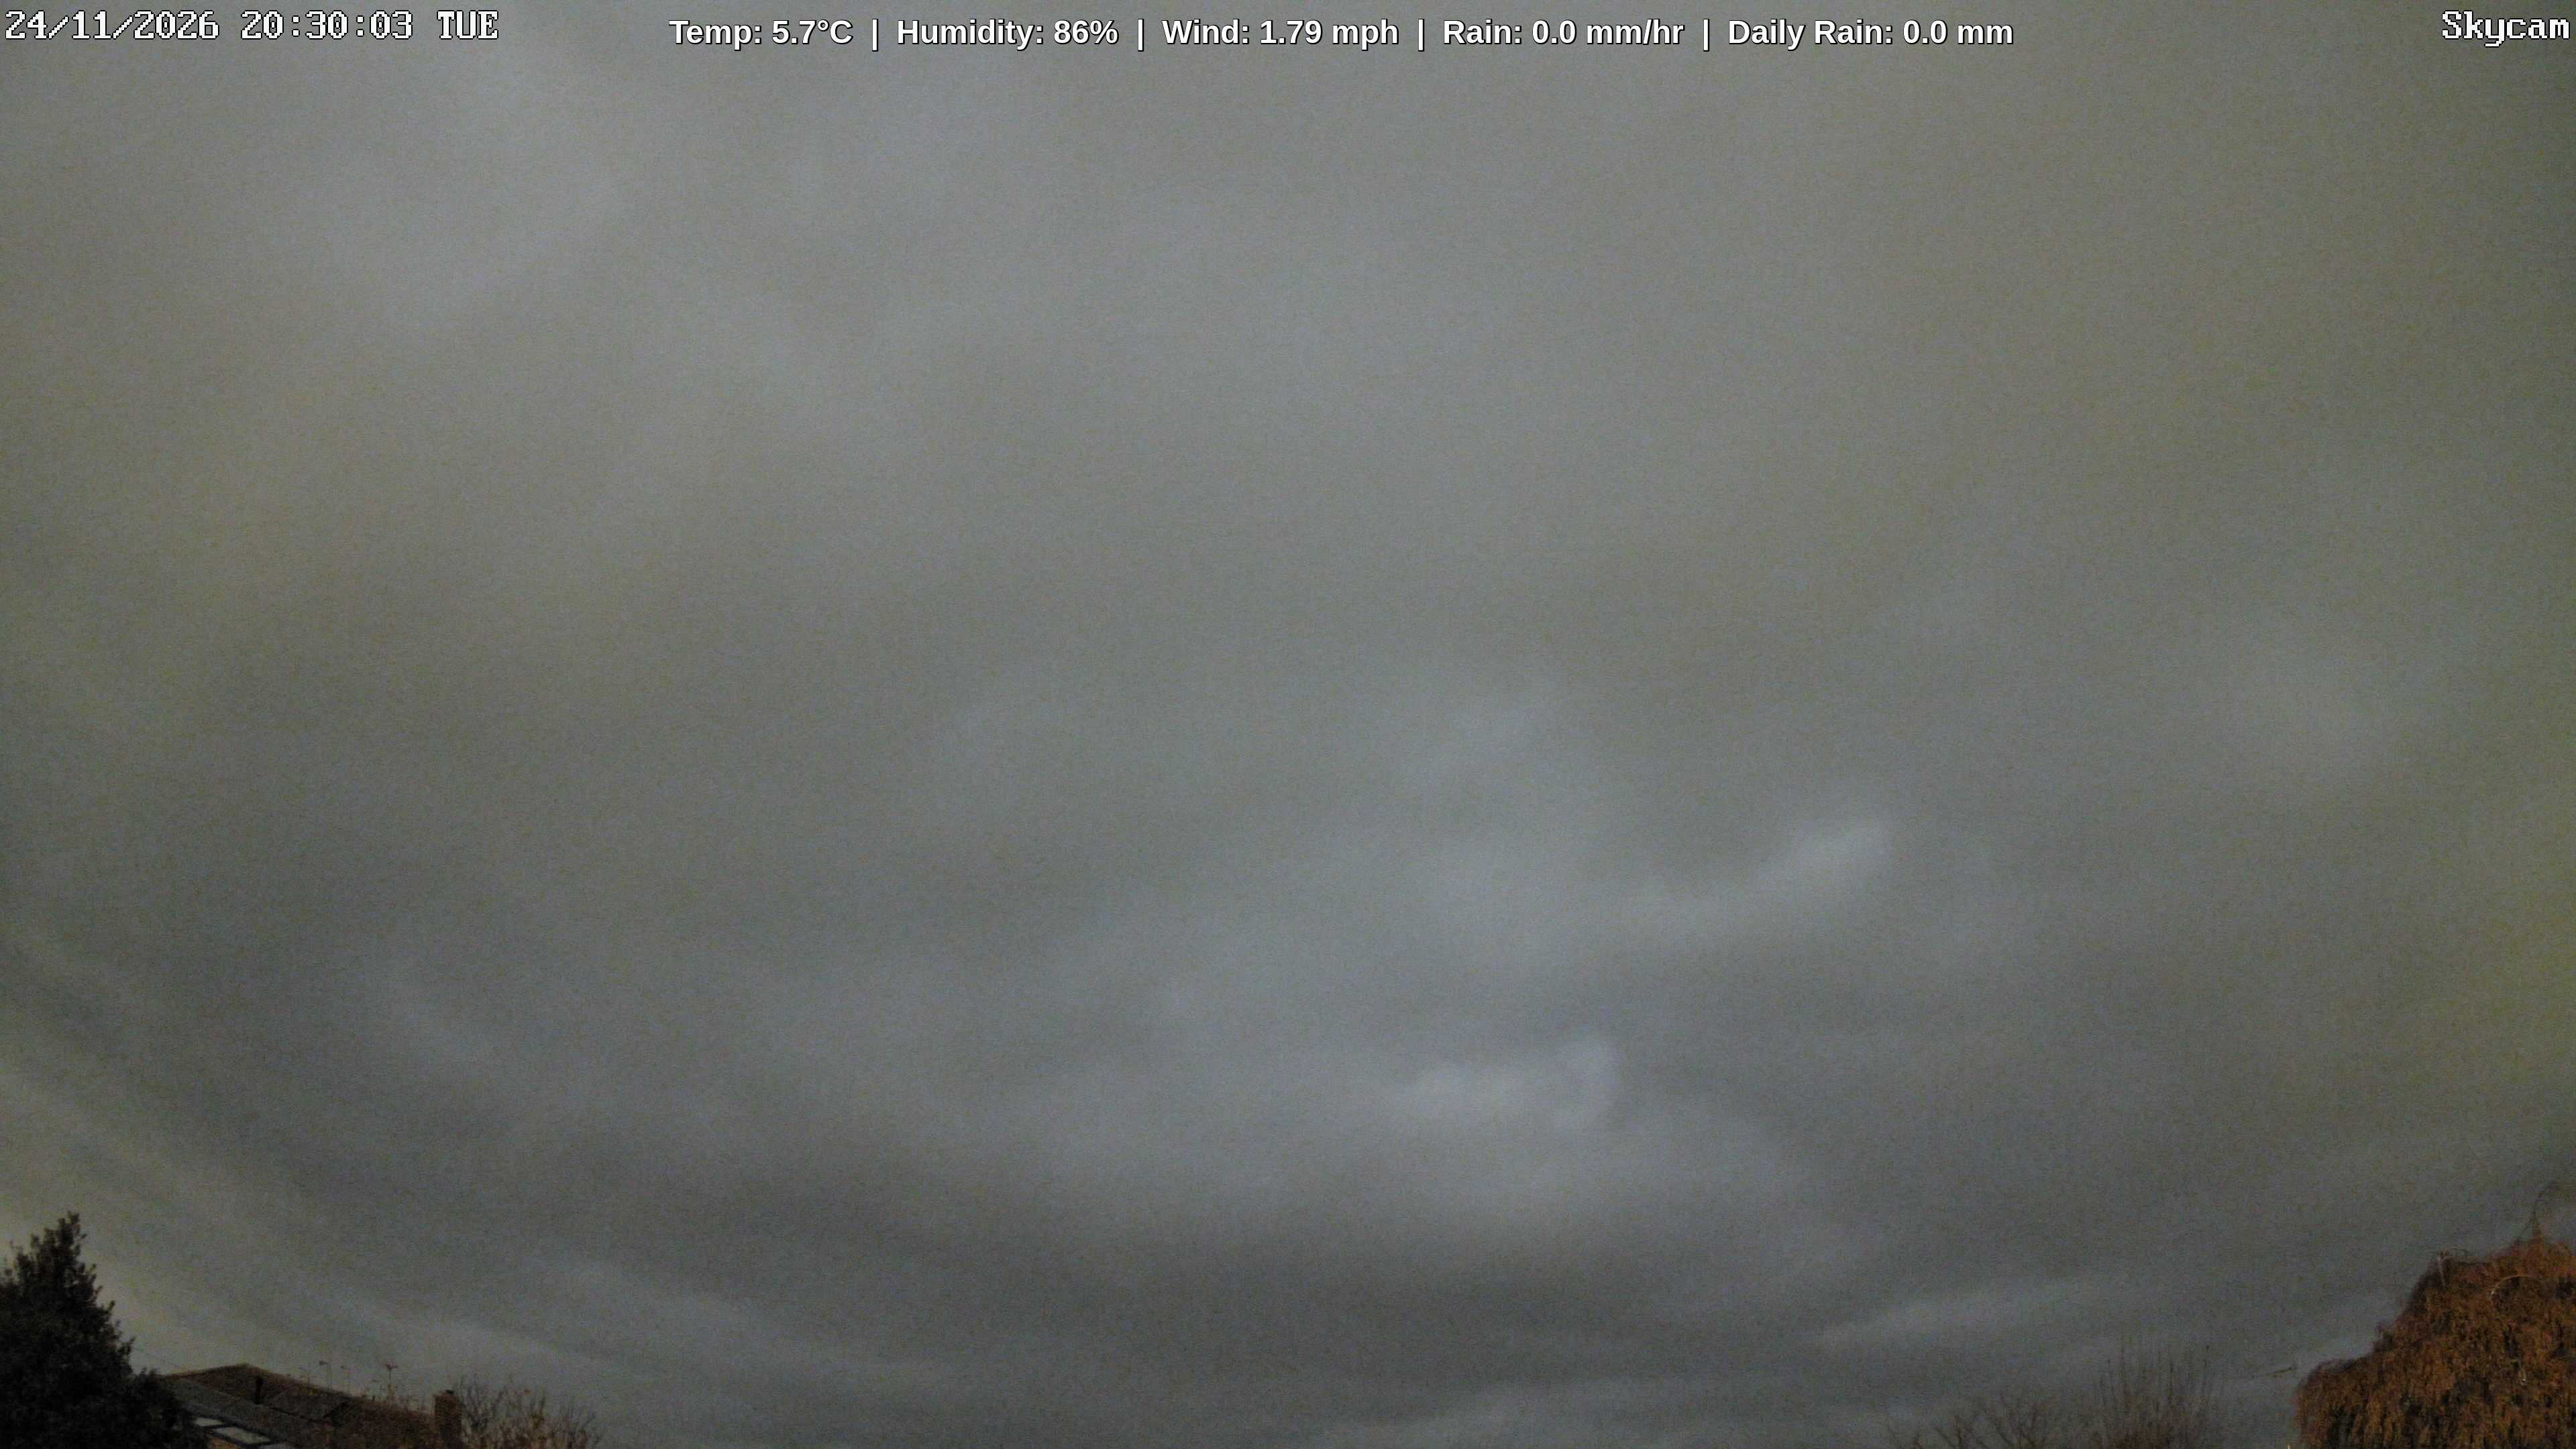 24/11/2026 20:30:03 TUE
Temp: 5.7°C | Humidity: 86% | Wind: 1.79 mph | Rain: 0.0 mm/hr | Daily Rain: 0.0 mm
Skycam